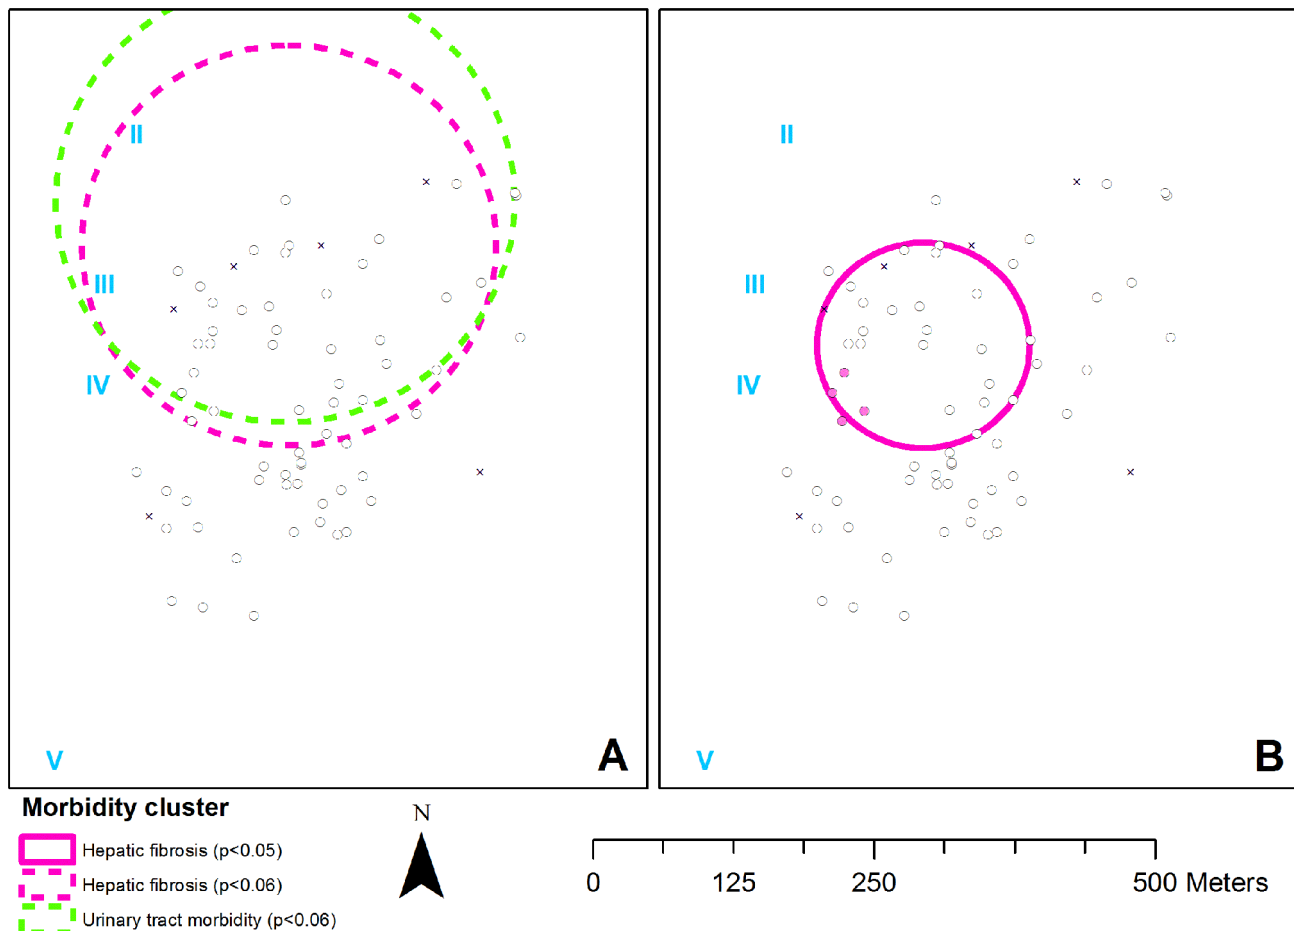 II
II
III
III
IV
IV
V
A
V
B
Morbidity cluster
Hepatic fibrosis (p<0.05)
Hepatic fibrosis (p<0.06)
Urinary tract morbidity (p<0.06)
N
0 125 250 500 Meters